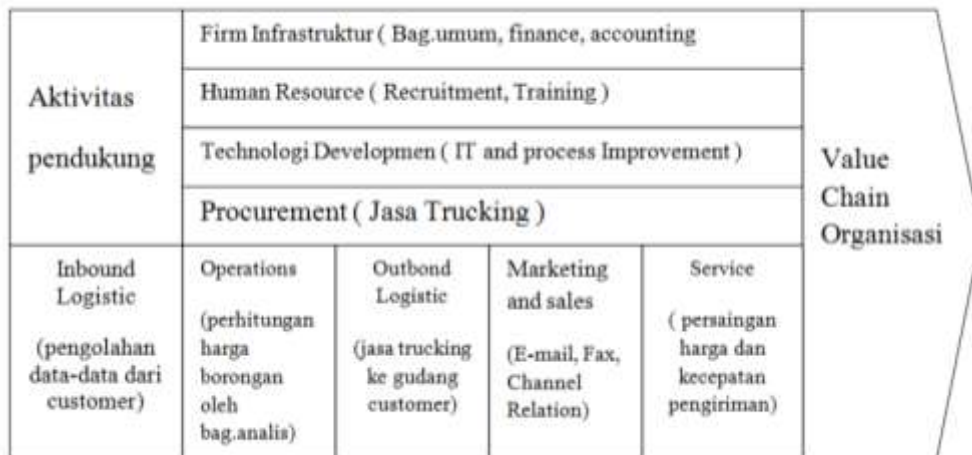 Aktivitas
pendukung
Firm Infrastruktur ( Bag.umum, finance, accounting
Human Resource ( Recruitment, Training )
Technologi Developmen ( IT and process Improvement )
Procurement ( Jasa Trucking )
Value
Chain
Organisasi
Inbound
Logistic
(pengolahan
data-data dari
customer)
Operations
(perhitungan
harga
borongan
oleh
bag.analis)
Outbond
Logistic
(jasa trucking
ke gudang
customer)
Marketing
and sales
(E-mail, Fax,
Channel
Relation)
Service
( persaingan
harga dan
kecepatan
pengiriman)